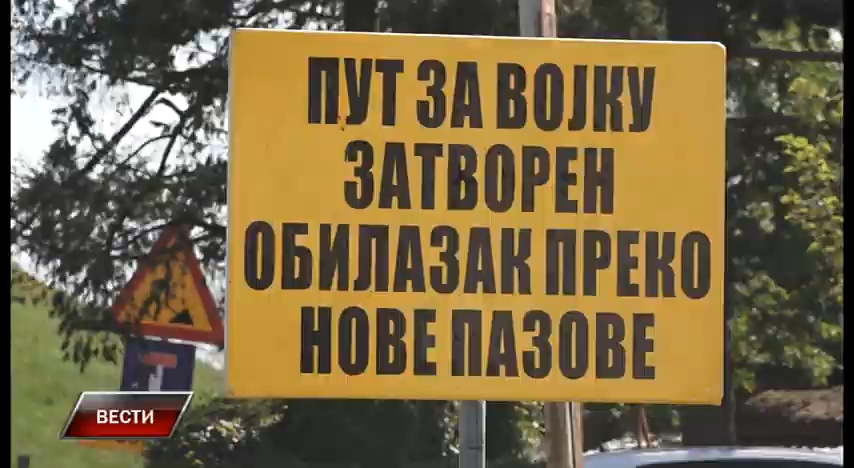 ПУТ ЗА ВОЈКУ
ЗАТВОРЕН
ОБИЛАЗАК ПРЕКО
НОВЕ ПАЗОВЕ
ВЕСТИ